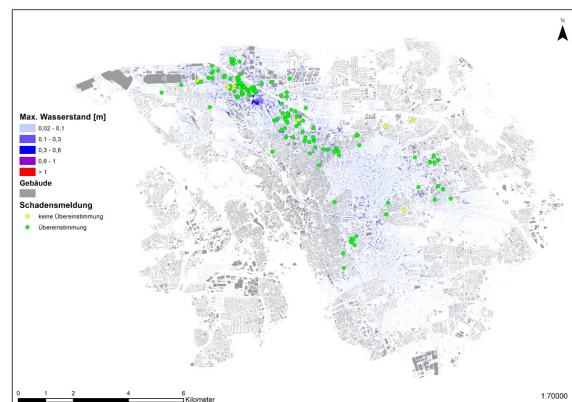 N
Max. Wasserstand [m]
0,02 - 0,1
0,1 - 0,3
0,3 - 0,6
0,6 - 1
> 1
Gebäude
Schadensmeldung
keine Übereinstimmung
Übereinstimmung
0 1 2 4 6
Kilometer
1:70000